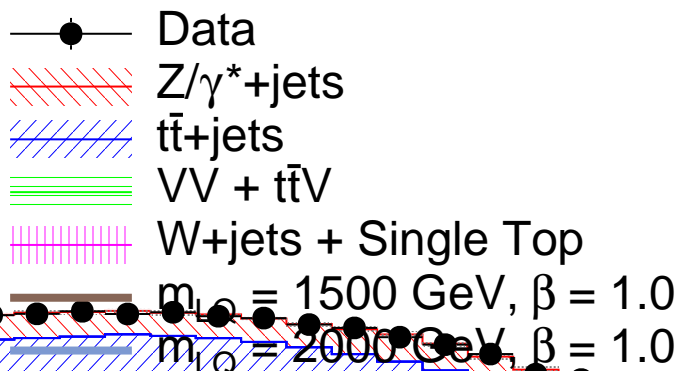 Data
Z/γ*+jets
tt̄+jets
VV + tt̄V
W+jets + Single Top
m_LQ = 1500 GeV, β = 1.0
m_LQ = 2000 GeV, β = 1.0